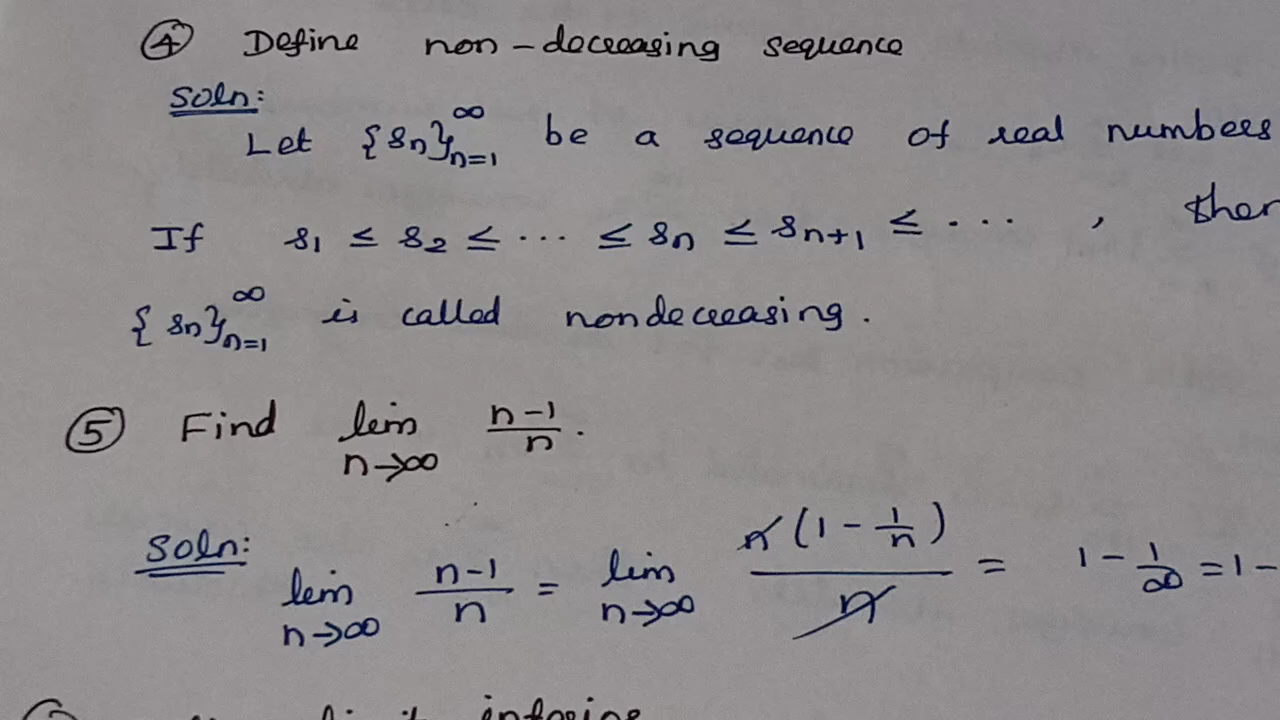 ④ Define non-decreasing sequence
Soln:
Let {sn}∞n=1 be a sequence of real numbers
If s1 ≤ s2 ≤ ... ≤ sn ≤ sn+1 ≤ ... , then
{sn}∞n=1 is called nondecreasing.
⑤ Find lim n→∞ n-1/n.
Soln:
lim n→∞ n-1/n = lim n→∞ n(1 - 1/n)/n = 1 - 1/∞ = 1 -